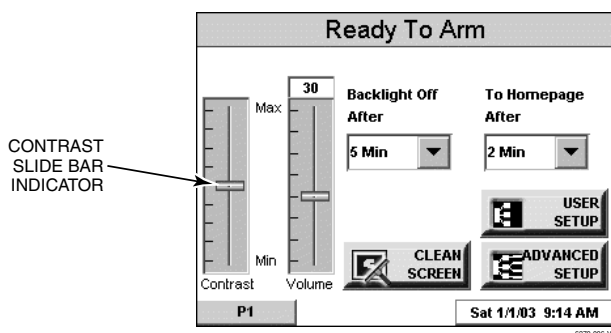 Ready To Arm
30
Max
Min
Contrast
Volume
CONTRAST
SLIDE BAR
INDICATOR
Backlight Off
After
5 Min
To Homepage
After
2 Min
USER
SETUP
CLEAN
SCREEN
ADVANCED
SETUP
P1
Sat 1/1/03 9:14 AM